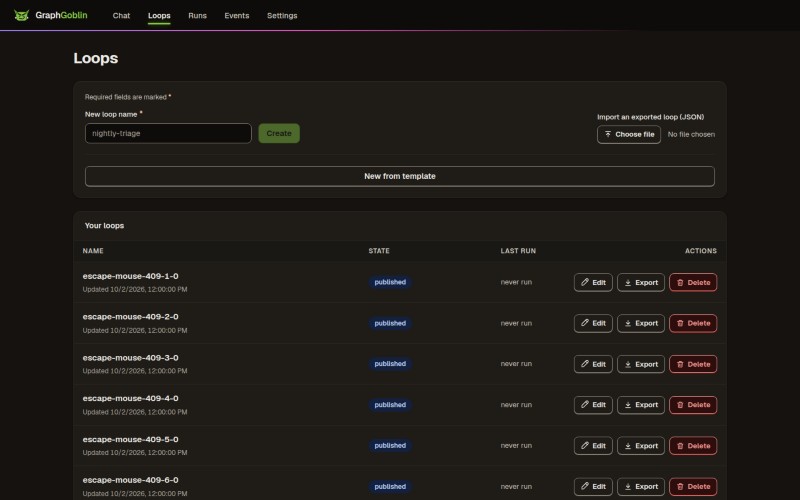 GraphGoblin Chat Loops Runs Events Settings
Loops
Required fields are marked *
New loop name *
Import an exported loop (JSON)
nightly-triage Create Choose file No file chosen
New from template
Your loops
NAME STATE LAST RUN ACTIONS
escape-mouse-409-1-0
Updated 10/2/2026, 12:00:00 PM
published never run Edit Export Delete
escape-mouse-409-2-0
Updated 10/2/2026, 12:00:00 PM
published never run Edit Export Delete
escape-mouse-409-3-0
Updated 10/2/2026, 12:00:00 PM
published never run Edit Export Delete
escape-mouse-409-4-0
Updated 10/2/2026, 12:00:00 PM
published never run Edit Export Delete
escape-mouse-409-5-0
Updated 10/2/2026, 12:00:00 PM
published never run Edit Export Delete
escape-mouse-409-6-0
Updated 10/2/2026, 12:00:00 PM
published never run Edit Export Delete